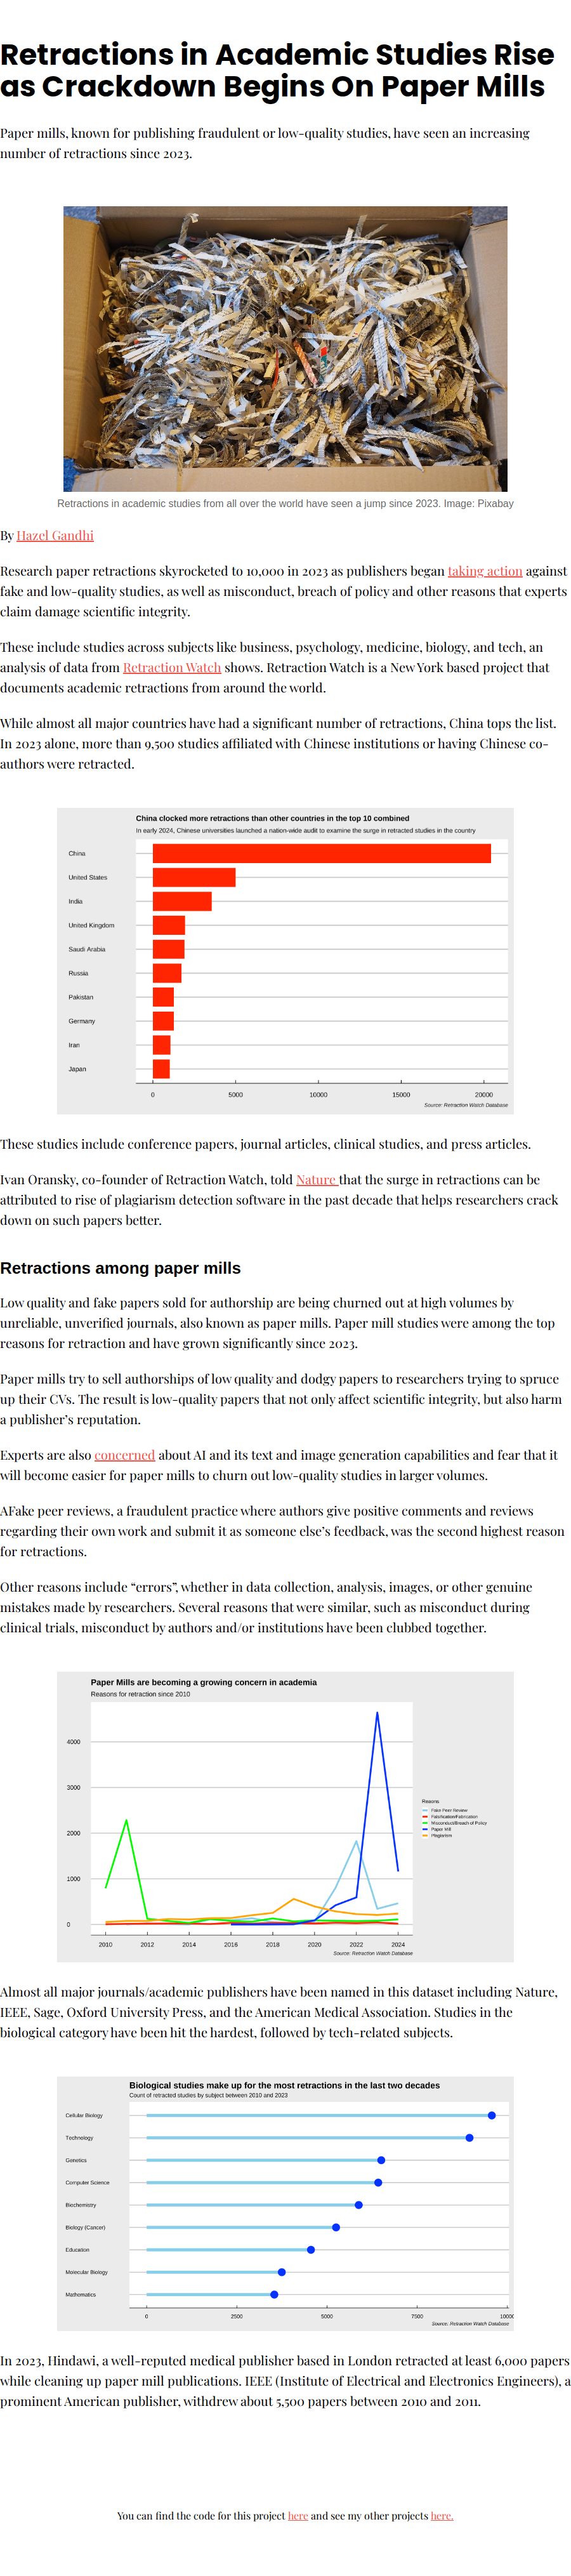 Retractions in Academic Studies Rise
as Crackdown Begins On Paper Mills
Paper mills, known for publishing fraudulent or low-quality studies, have seen an increasing
number of retractions since 2023.
Retractions in academic studies from all over the world have seen a jump since 2023. Image: Pixabay
By Hazel Gandhi
Research paper retractions skyrocketed to 10,000 in 2023 as publishers began taking action against
fake and low-quality studies, as well as misconduct, breach of policy and other reasons that experts
claim damage scientific integrity.
These include studies across subjects like business, psychology, medicine, biology, and tech, an
analysis of data from Retraction Watch shows. Retraction Watch is a New York based project that
documents academic retractions from around the world.
While almost all major countries have had a significant number of retractions, China tops the list.
In 2023 alone, more than 9,500 studies affiliated with Chinese institutions or having Chinese co-
authors were retracted.
China clocked more retractions than other countries in the top 10 combined
In early 2024, Chinese universities launched a nation-wide audit to examine the surge in retracted studies in the country
China
United States
India
United Kingdom
Saudi Arabia
Russia
Pakistan
Germany
Iran
Japan
0 5000 10000 15000 20000
Source: Retraction Watch Database
These studies include conference papers, journal articles, clinical studies, and press articles.
Ivan Oransky, co-founder of Retraction Watch, told Nature that the surge in retractions can be
attributed to rise of plagiarism detection software in the past decade that helps researchers crack
down on such papers better.
Retractions among paper mills
Low quality and fake papers sold for authorship are being churned out at high volumes by
unreliable, unverified journals, also known as paper mills. Paper mill studies were among the top
reasons for retraction and have grown significantly since 2023.
Paper mills try to sell authorships of low quality and dodgy papers to researchers trying to spruce
up their CVs. The result is low-quality papers that not only affect scientific integrity, but also harm
a publisher’s reputation.
Experts are also concerned about AI and its text and image generation capabilities and fear that it
will become easier for paper mills to churn out low-quality studies in larger volumes.
AFake peer reviews, a fraudulent practice where authors give positive comments and reviews
regarding their own work and submit it as someone else’s feedback, was the second highest reason
for retractions.
Other reasons include “errors”, whether in data collection, analysis, images, or other genuine
mistakes made by researchers. Several reasons that were similar, such as misconduct during
clinical trials, misconduct by authors and/or institutions have been clubbed together.
Paper Mills are becoming a growing concern in academia
Reasons for retraction since 2010
4000
3000
2000
1000
0
2010 2012 2014 2016 2018 2020 2022 2024
Reasons
Fake Peer Review
Falsification/Fabrication
Misconduct/Breach of Policy
Paper Mill
Plagiarism
Source: Retraction Watch Database
Almost all major journals/academic publishers have been named in this dataset including Nature,
IEEE, Sage, Oxford University Press, and the American Medical Association. Studies in the
biological category have been hit the hardest, followed by tech-related subjects.
Biological studies make up for the most retractions in the last two decades
Count of retracted studies by subject between 2010 and 2023
Cellular Biology
Technology
Genetics
Computer Science
Biochemistry
Biology (Cancer)
Education
Molecular Biology
Mathematics
0 2500 5000 7500 10000
Source: Retraction Watch Database
In 2023, Hindawi, a well-reputed medical publisher based in London retracted at least 6,000 papers
while cleaning up paper mill publications. IEEE (Institute of Electrical and Electronics Engineers), a
prominent American publisher, withdrew about 5,500 papers between 2010 and 2011.
You can find the code for this project here and see my other projects here.